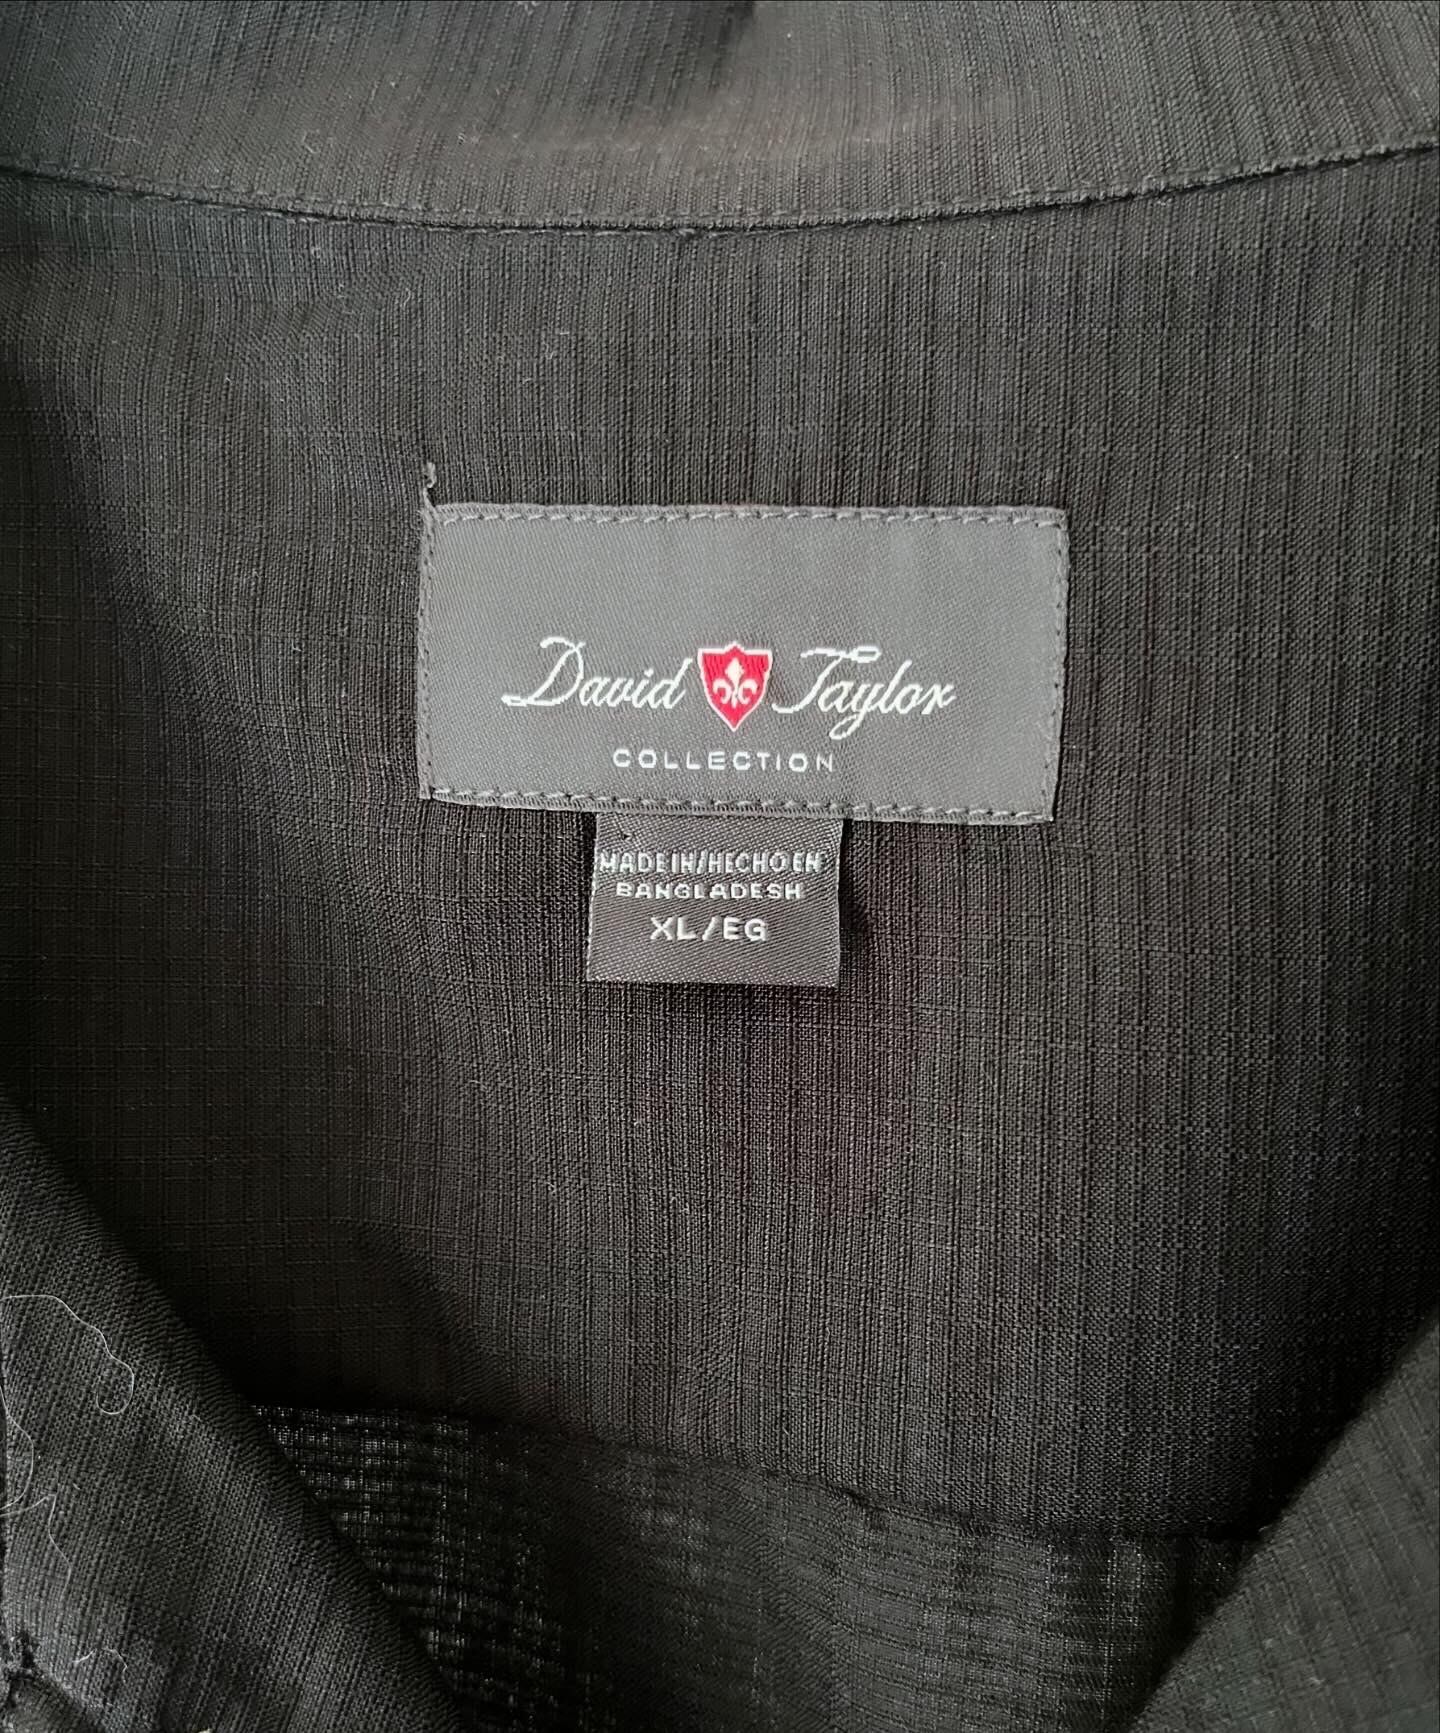 David Taylor
COLLECTION
MADE IN/HECHO EN
BANGLADESH
XL/EG